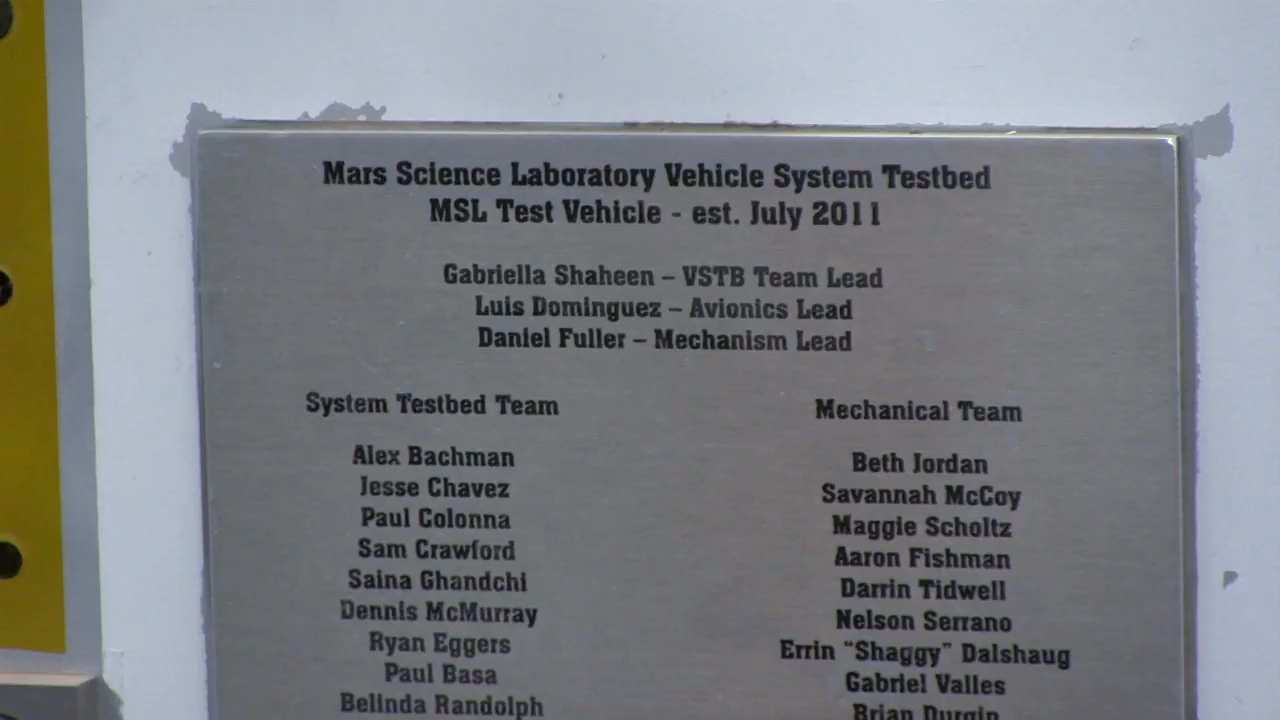 Mars Science Laboratory Vehicle System Testbed
MSL Test Vehicle - est. July 2011
Gabriella Shaheen – VSTB Team Lead
Luis Dominguez – Avionics Lead
Daniel Fuller – Mechanism Lead
System Testbed Team
Alex Bachman
Jesse Chavez
Paul Colonna
Sam Crawford
Saina Ghandchi
Dennis McMurray
Ryan Eggers
Paul Basa
Belinda Randolph
Mechanical Team
Beth Jordan
Savannah McCoy
Maggie Scholtz
Aaron Fishman
Darrin Tidwell
Nelson Serrano
Errin “Shaggy” Dalshaug
Gabriel Valles
Brian Durgin